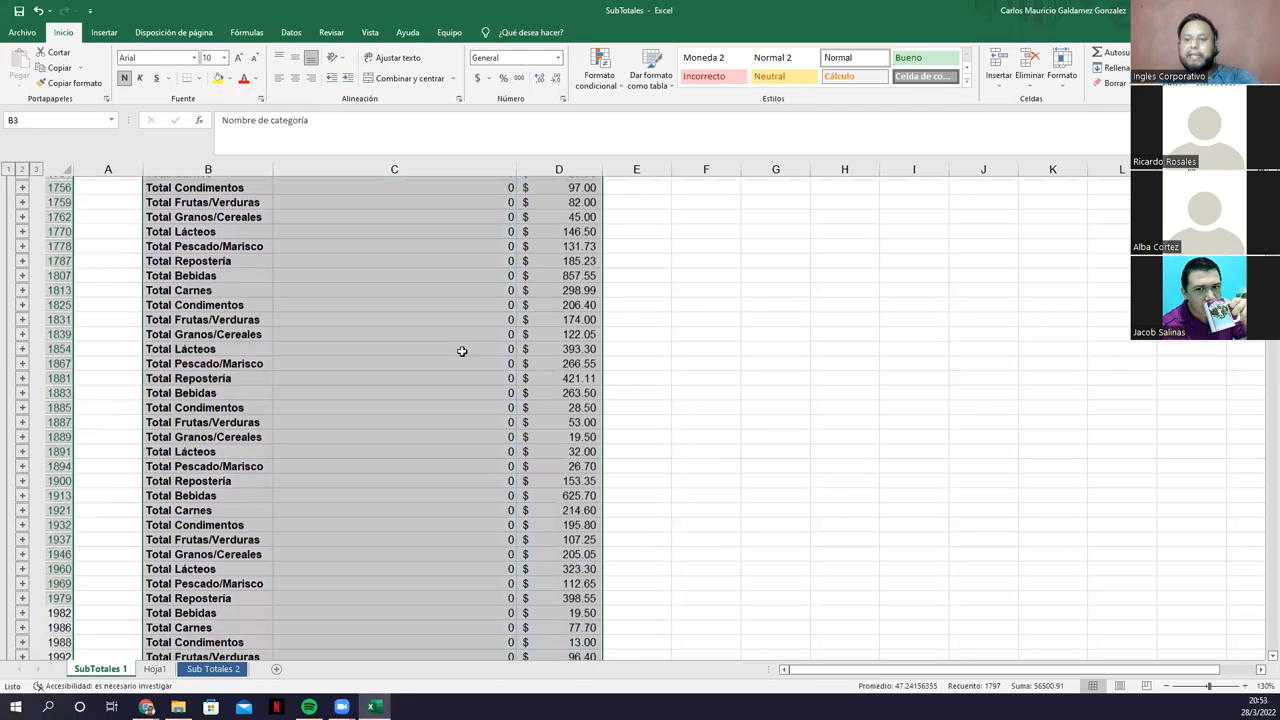 SubTotales - Excel
Carlos Mauricio Galdamez Gonzalez
Archivo Inicio Insertar Disposición de página Fórmulas Datos Revisar Vista Ayuda Equipo ¿Qué desea hacer?
Pegar
Cortar
Copiar
Copiar formato
Portapapeles
Arial 10
N K S
Fuente
Ajustar texto
Combinar y centrar
Alineación
General
$ % 000
Número
Formato condicional
Dar formato como tabla
Moneda 2 Normal 2 Normal Bueno
Incorrecto Neutral Cálculo Celda de co...
Estilos
Insertar Eliminar Formato
Celdas
Autosu
Rellena
Borrar
B3
fx
Nombre de categoría
1 2 3
A B C D E F G H I J K L
1756 Total Condimentos 0 $ 97.00
1759 Total Frutas/Verduras 0 $ 82.00
1762 Total Granos/Cereales 0 $ 45.00
1770 Total Lácteos 0 $ 146.50
1778 Total Pescado/Marisco 0 $ 131.73
1787 Total Repostería 0 $ 185.23
1807 Total Bebidas 0 $ 857.55
1813 Total Carnes 0 $ 298.99
1825 Total Condimentos 0 $ 206.40
1831 Total Frutas/Verduras 0 $ 174.00
1839 Total Granos/Cereales 0 $ 122.05
1854 Total Lácteos 0 $ 393.30
1867 Total Pescado/Marisco 0 $ 266.55
1881 Total Repostería 0 $ 421.11
1883 Total Bebidas 0 $ 263.50
1885 Total Condimentos 0 $ 28.50
1887 Total Frutas/Verduras 0 $ 53.00
1889 Total Granos/Cereales 0 $ 19.50
1891 Total Lácteos 0 $ 32.00
1894 Total Pescado/Marisco 0 $ 26.70
1900 Total Repostería 0 $ 153.35
1913 Total Bebidas 0 $ 625.70
1921 Total Carnes 0 $ 214.60
1932 Total Condimentos 0 $ 195.80
1937 Total Frutas/Verduras 0 $ 107.25
1946 Total Granos/Cereales 0 $ 205.05
1960 Total Lácteos 0 $ 323.30
1969 Total Pescado/Marisco 0 $ 112.65
1979 Total Repostería 0 $ 398.55
1982 Total Bebidas 0 $ 19.50
1986 Total Carnes 0 $ 77.70
1988 Total Condimentos 0 $ 13.00
1992 Total Frutas/Verduras 0 $ 96.40
SubTotales 1 Hoja1 Sub Totales 2
Listo Accesibilidad: es necesario investigar Promedio: 47.24156355 Recuento: 1797 Suma: 56500.91 130%
20:53
28/3/2022
Ingles Corporativo
Ricardo Rosales
Alba Cortez
Jacob Salinas